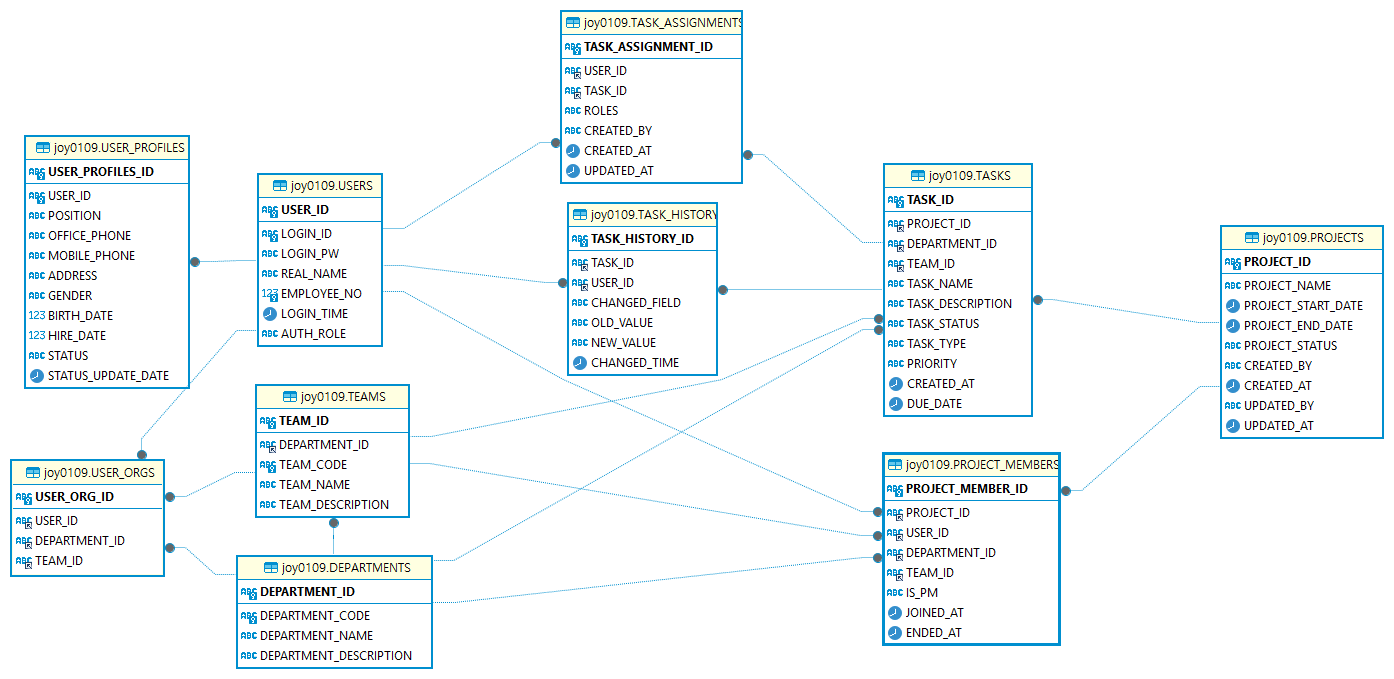 joy0109.TASK_ASSIGNMENTS
TASK_ASSIGNMENT_ID
USER_ID
TASK_ID
ROLES
CREATED_BY
CREATED_AT
UPDATED_AT
joy0109.USER_PROFILES
USER_PROFILES_ID
USER_ID
POSITION
OFFICE_PHONE
MOBILE_PHONE
ADDRESS
GENDER
123 BIRTH_DATE
123 HIRE_DATE
STATUS
STATUS_UPDATE_DATE
joy0109.USERS
USER_ID
LOGIN_ID
LOGIN_PW
REAL_NAME
123 EMPLOYEE_NO
LOGIN_TIME
AUTH_ROLE
joy0109.TASK_HISTORY
TASK_HISTORY_ID
TASK_ID
USER_ID
CHANGED_FIELD
OLD_VALUE
NEW_VALUE
CHANGED_TIME
joy0109.TASKS
TASK_ID
PROJECT_ID
DEPARTMENT_ID
TEAM_ID
TASK_NAME
TASK_DESCRIPTION
TASK_STATUS
TASK_TYPE
PRIORITY
CREATED_AT
DUE_DATE
joy0109.PROJECTS
PROJECT_ID
PROJECT_NAME
PROJECT_START_DATE
PROJECT_END_DATE
PROJECT_STATUS
CREATED_BY
CREATED_AT
UPDATED_BY
UPDATED_AT
joy0109.TEAMS
TEAM_ID
DEPARTMENT_ID
TEAM_CODE
TEAM_NAME
TEAM_DESCRIPTION
joy0109.USER_ORGS
USER_ORG_ID
USER_ID
DEPARTMENT_ID
TEAM_ID
joy0109.DEPARTMENTS
DEPARTMENT_ID
DEPARTMENT_CODE
DEPARTMENT_NAME
DEPARTMENT_DESCRIPTION
joy0109.PROJECT_MEMBERS
PROJECT_MEMBER_ID
PROJECT_ID
USER_ID
DEPARTMENT_ID
TEAM_ID
IS_PM
JOINED_AT
ENDED_AT